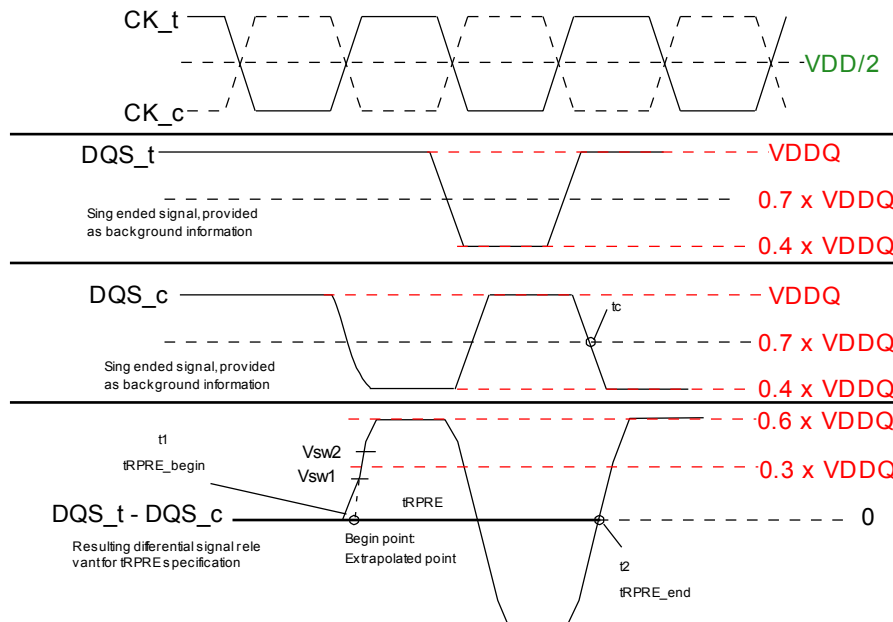 CK_t
VDD/2
CK_c
DQS_t
VDDQ
0.7 x VDDQ
Sing ended signal, provided
as background information
0.4 x VDDQ
DQS_c
VDDQ
tc
0.7 x VDDQ
Sing ended signal, provided
as background information
0.4 x VDDQ
0.6 x VDDQ
t1
Vsw2
tRPRE_begin
0.3 x VDDQ
Vsw1
tRPRE
DQS_t - DQS_c
0
Begin point:
Extrapolated point
Resulting differential signal rele
vant for tRPRE specification
t2
tRPRE_end